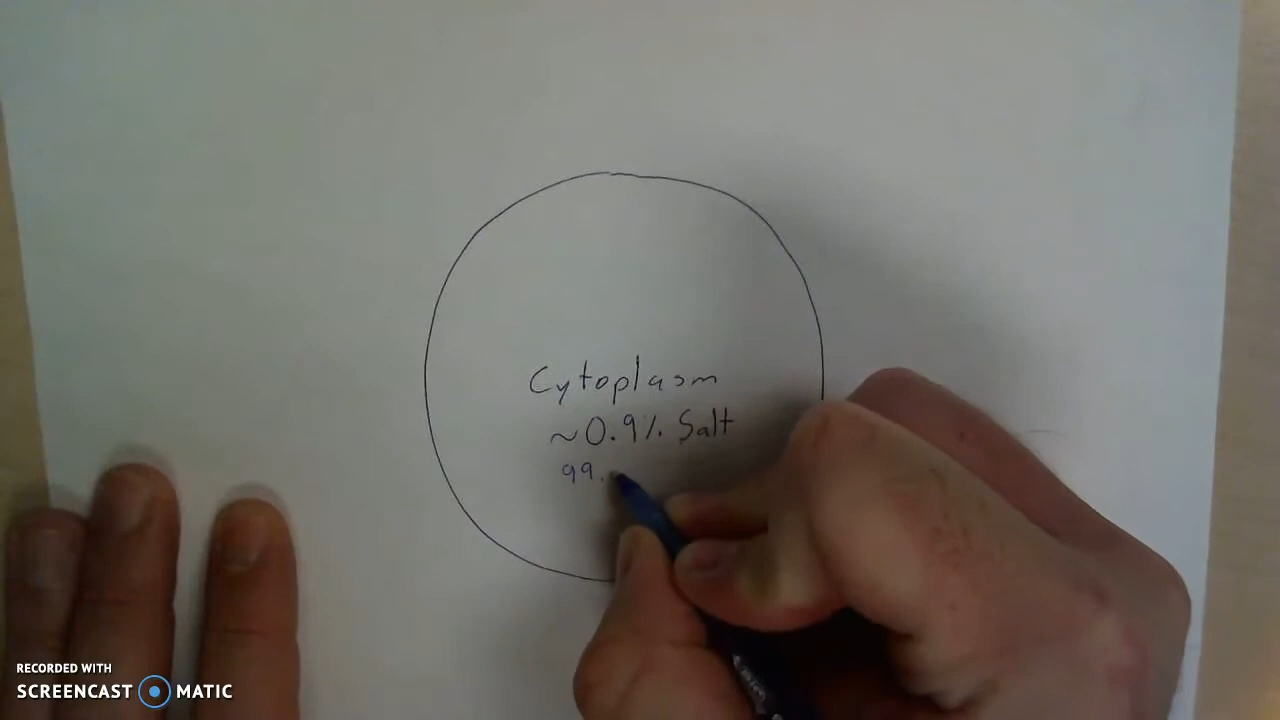 Cytoplasm
~0.9% Salt
99.
RECORDED WITH
SCREENCAST MATIC